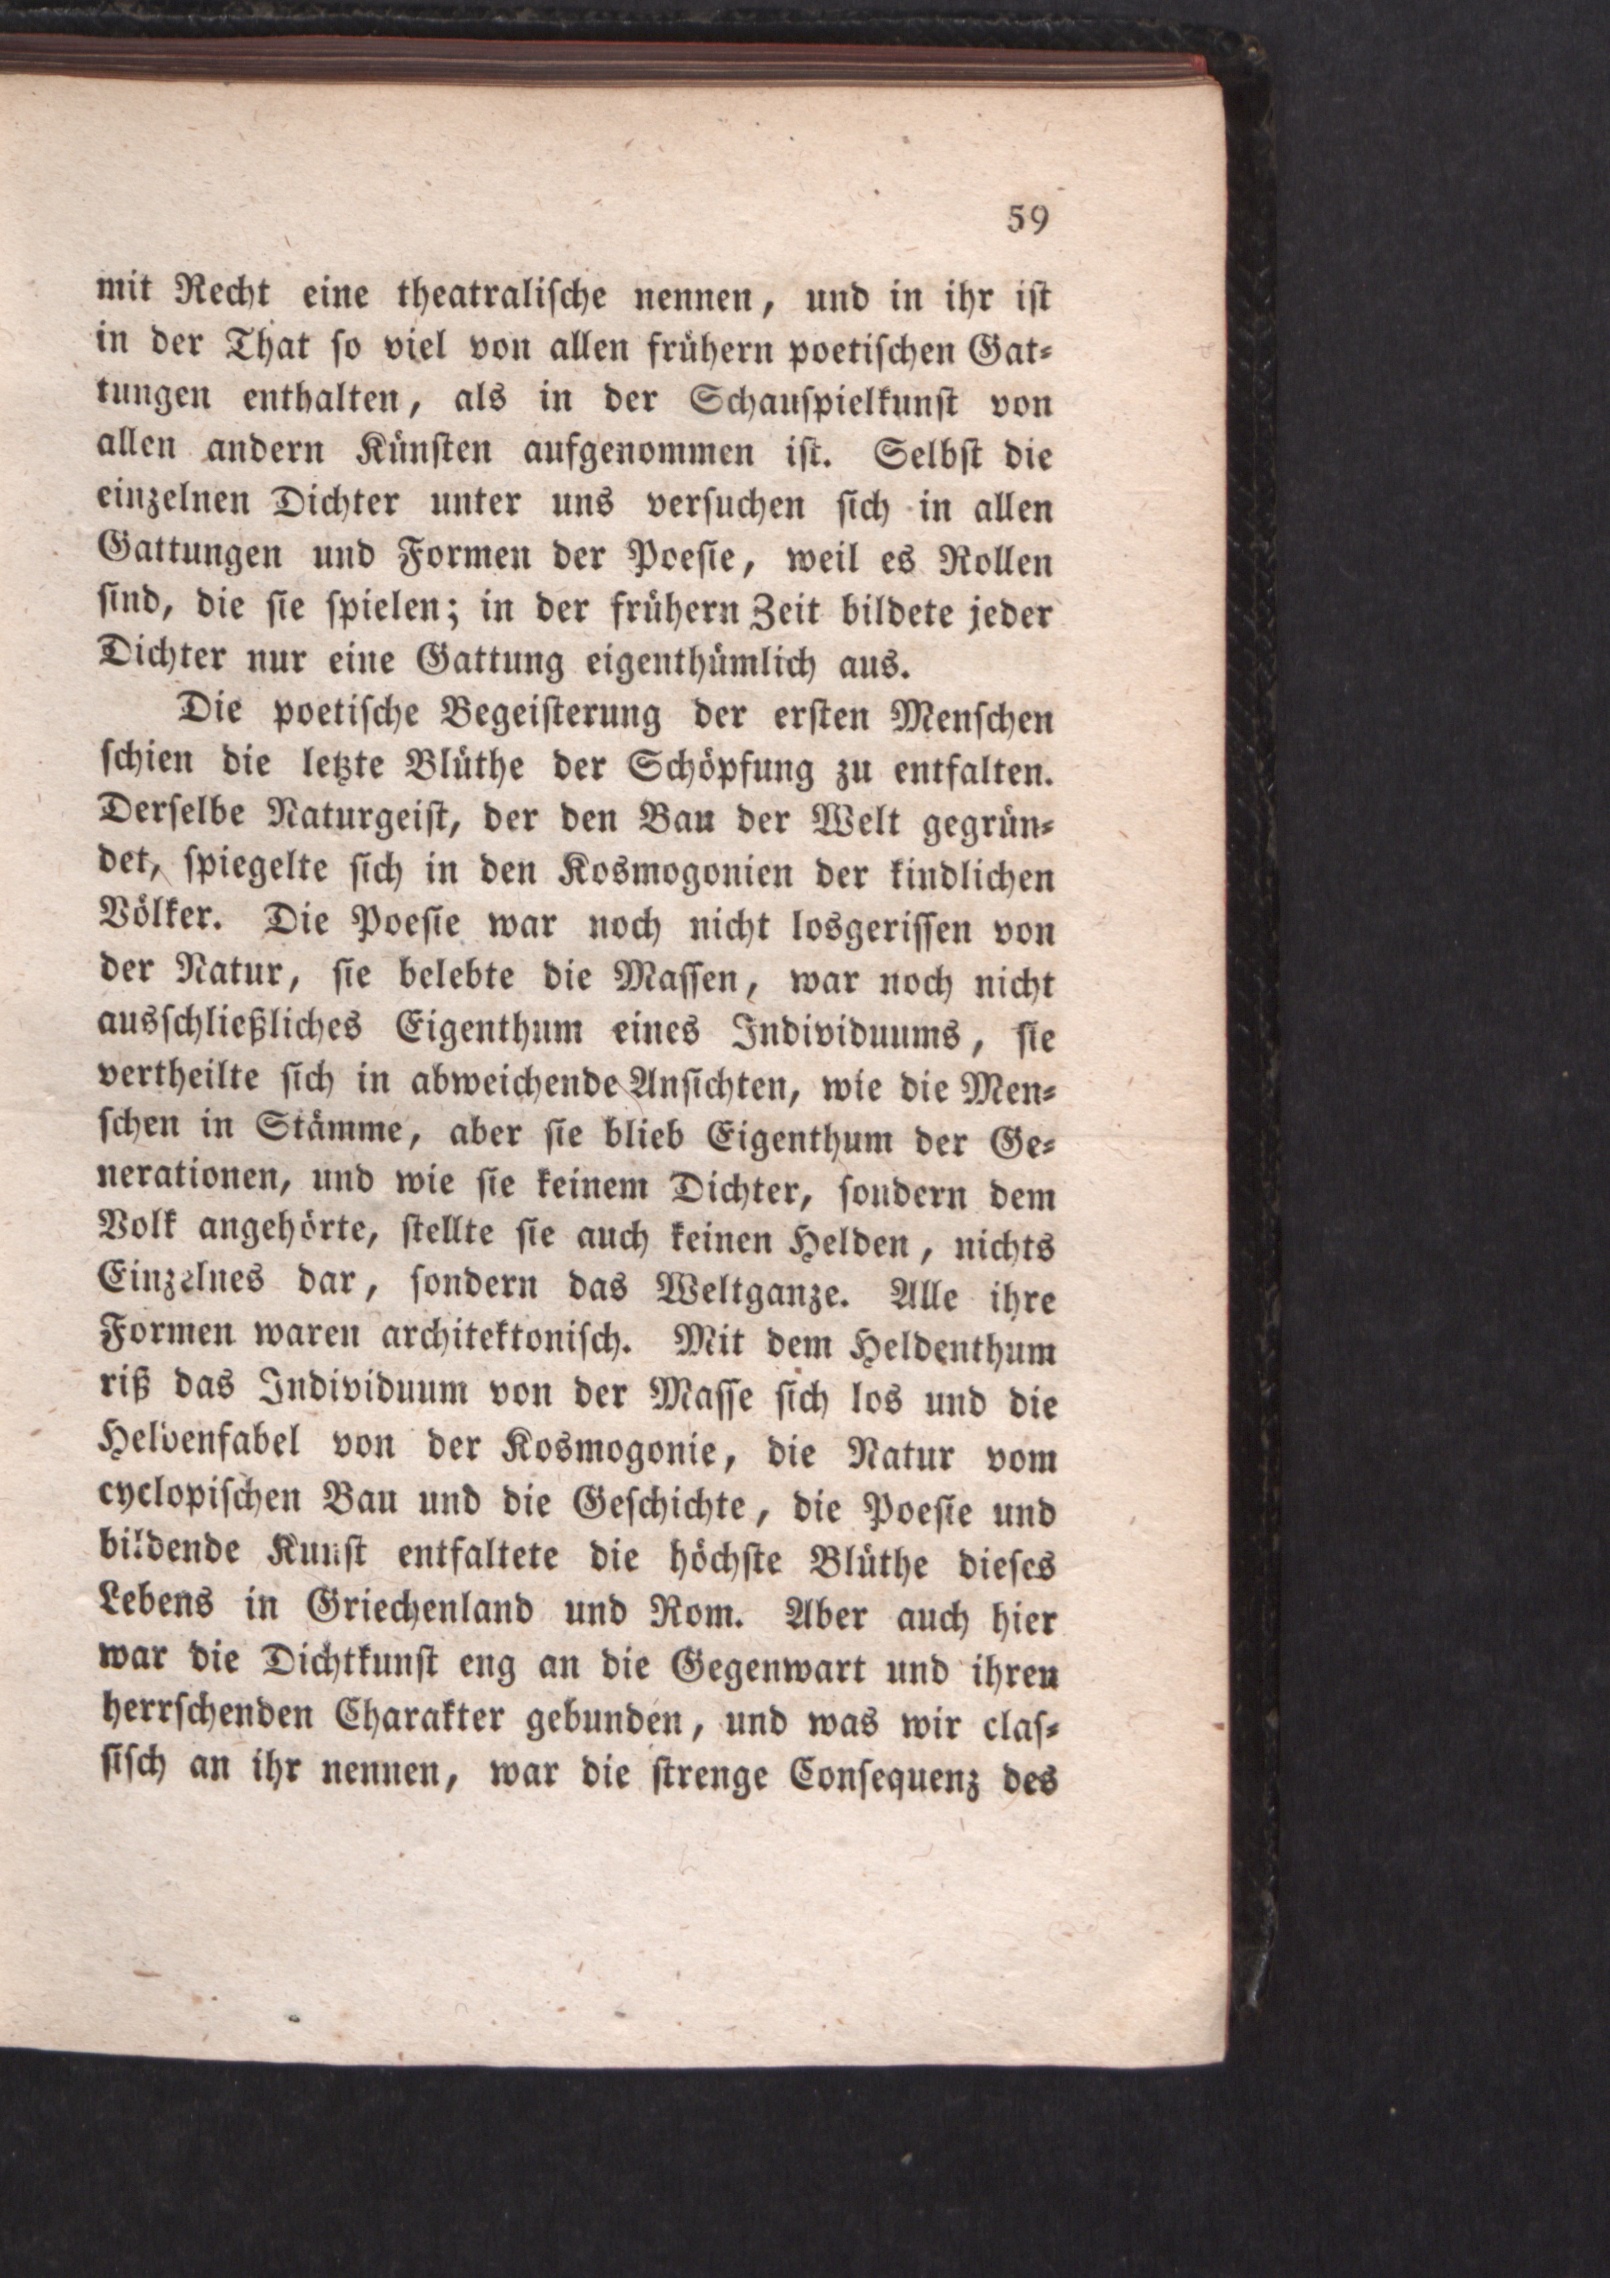 59
mit Recht eine theatraliſche nennen, und in ihr iſt
in der That ſo viel von allen frühern poetiſchen Gat⸗
tungen enthalten, als in der Schauſpielkunſt von
allen andern Künſten aufgenommen iſt. Selbſt die
einzelnen Dichter unter uns verſuchen ſich in allen
Gattungen und Formen der Poeſie, weil es Rollen
ſind, die ſie ſpielen; in der frühern Zeit bildete jeder
Dichter nur eine Gattung eigenthümlich aus.
Die poetiſche Begeiſterung der erſten Menſchen
ſchien die letzte Blüthe der Schöpfung zu entfalten.
Derſelbe Naturgeiſt, der den Bau der Welt gegrün⸗
det, ſpiegelte ſich in den Kosmogonien der kindlichen
Völker. Die Poeſie war noch nicht losgeriſſen von
der Natur, ſie belebte die Maſſen, war noch nicht
ausſchließliches Eigenthum eines Individuums, ſie
vertheilte ſich in abweichende Anſichten, wie die Men⸗
ſchen in Stämme, aber ſie blieb Eigenthum der Ge⸗
nerationen, und wie ſie keinem Dichter, ſondern dem
Volk angehörte, ſtellte ſie auch keinen Helden, nichts
Einzelnes dar, ſondern das Weltganze. Alle ihre
Formen waren architektoniſch. Mit dem Heldenthum
riß das Individuum von der Maſſe ſich los und die
Heldenfabel von der Kosmogonie, die Natur vom
cyclopiſchen Bau und die Geſchichte, die Poeſie und
bildende Kunſt entfaltete die höchſte Blüthe dieſes
Lebens in Griechenland und Rom. Aber auch hier
war die Dichtkunſt eng an die Gegenwart und ihren
herrſchenden Charakter gebunden, und was wir claſ⸗
ſiſch an ihr nennen, war die ſtrenge Conſequenz des